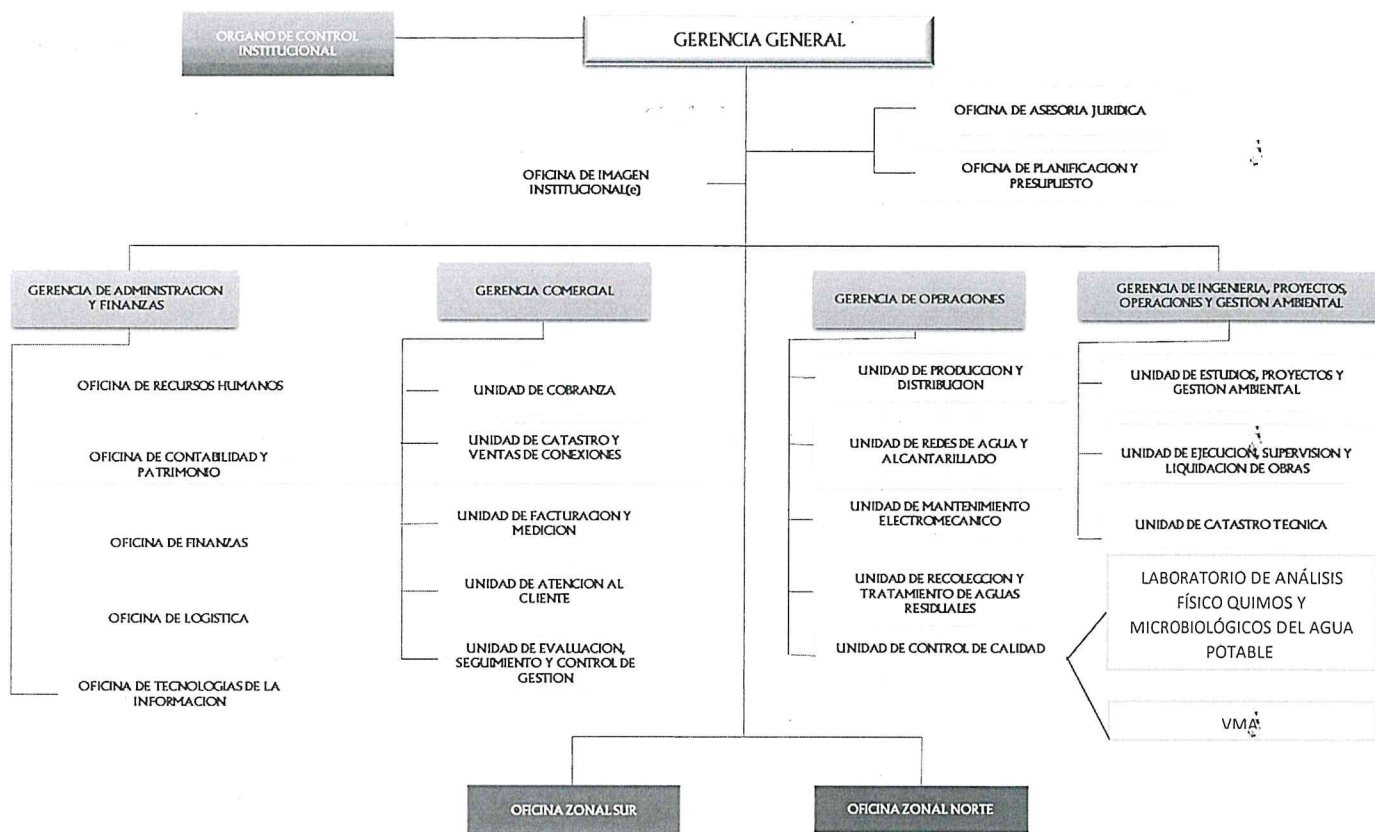 ORGANO DE CONTROL
INSTITUCIONAL
GERENCIA GENERAL
OFICINA DE ASESORIA JURIDICA
OFICNA DE PLANIFICACION Y
PRESUPUESTO
OFICINA DE IMAGEN
INSTITUCIONAL(e)
GERENCIA DE ADMINISTRACION
Y FINANZAS
OFICINA DE RECURSOS HUMANOS
OFICINA DE CONTABILIDAD Y
PATRIMONIO
OFICINA DE FINANZAS
OFICINA DE LOGISTICA
OFICINA DE TECNOLOGIAS DE LA
INFORMACION
GERENCIA COMERCIAL
UNIDAD DE COBRANZA
UNIDAD DE CATASTRO Y
VENTAS DE CONEXIONES
UNIDAD DE FACTURACION Y
MEDICION
UNIDAD DE ATENCION AL
CLIENTE
UNIDAD DE EVALUACION,
SEGUIMIENTO Y CONTROL DE
GESTION
GERENCIA DE OPERACIONES
UNIDAD DE PRODUCCION Y
DISTRIBUCION
UNIDAD DE REDES DE AGUA Y
ALCANTARILLADO
UNIDAD DE MANTENIMIENTO
ELECTROMECANICO
UNIDAD DE RECOLECCION Y
TRATAMIENTO DE AGUAS
RESIDUALES
UNIDAD DE CONTROL DE CALIDAD
GERENCIA DE INGENIERIA, PROYECTOS,
OPERACIONES Y GESTION AMBIENTAL
UNIDAD DE ESTUDIOS, PROYECTOS Y
GESTION AMBIENTAL
UNIDAD DE EJECUCION, SUPERVISION Y
LIQUIDACION DE OBRAS
UNIDAD DE CATASTRO TECNICA
LABORATORIO DE ANÁLISIS
FÍSICO QUIMOS Y
MICROBIOLÓGICOS DEL AGUA
POTABLE
VMA
OFICINA ZONAL SUR
OFICINA ZONAL NORTE